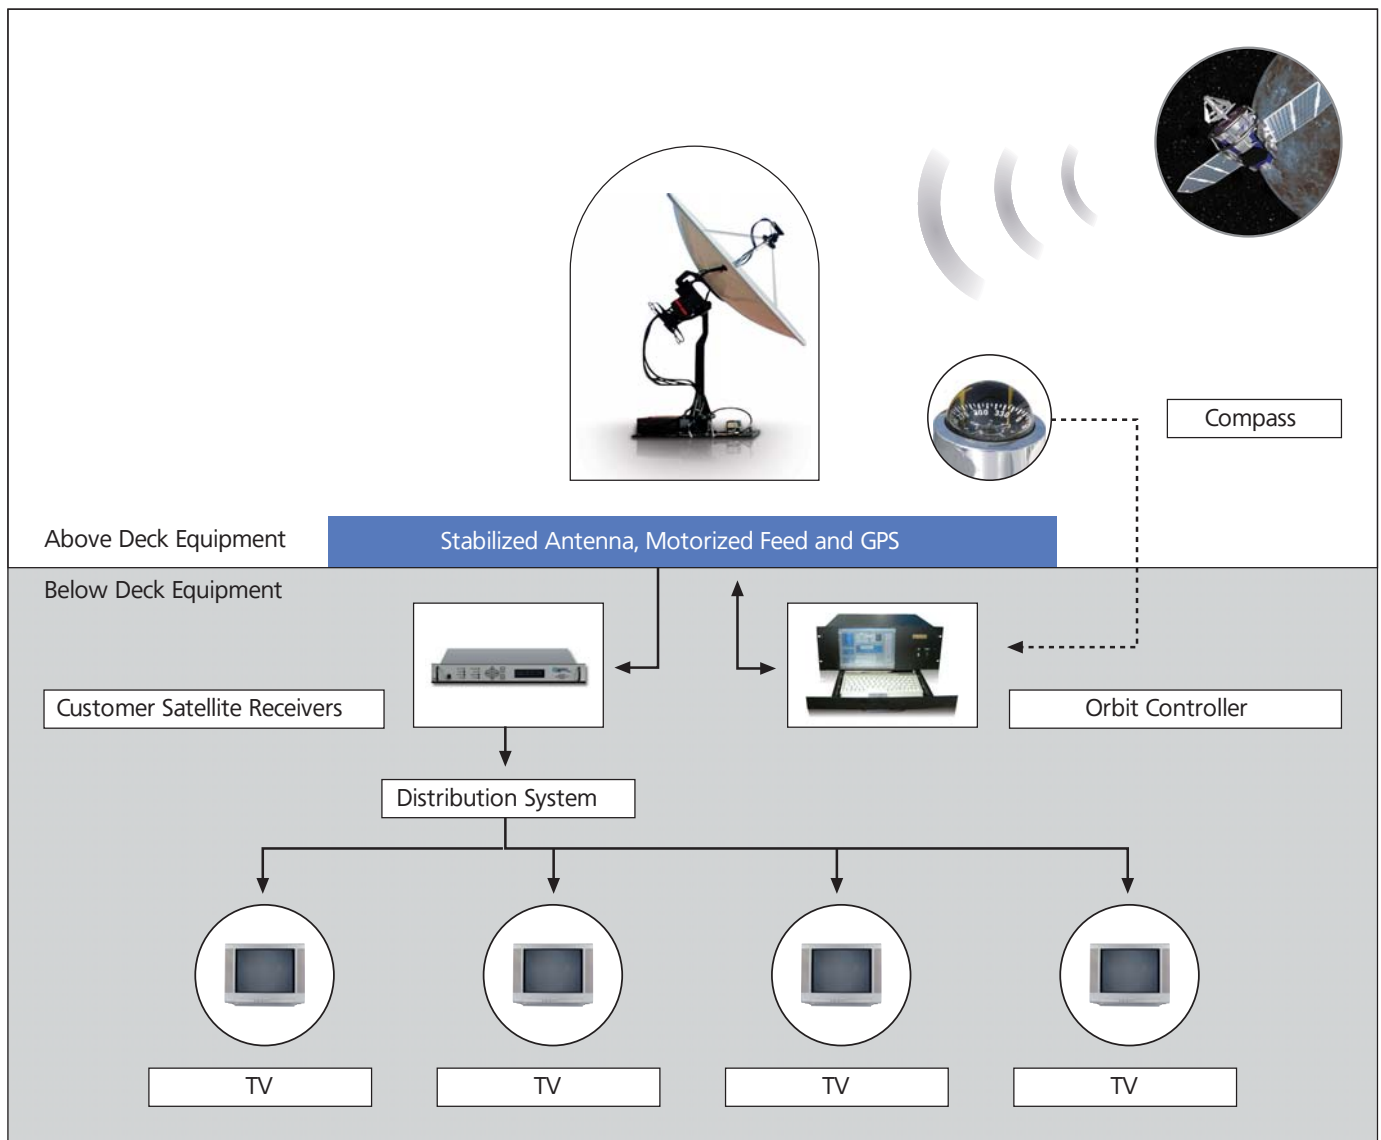 Compass
Above Deck Equipment
Stabilized Antenna, Motorized Feed and GPS
Below Deck Equipment
Customer Satellite Receivers
Orbit Controller
Distribution System
TV
TV
TV
TV